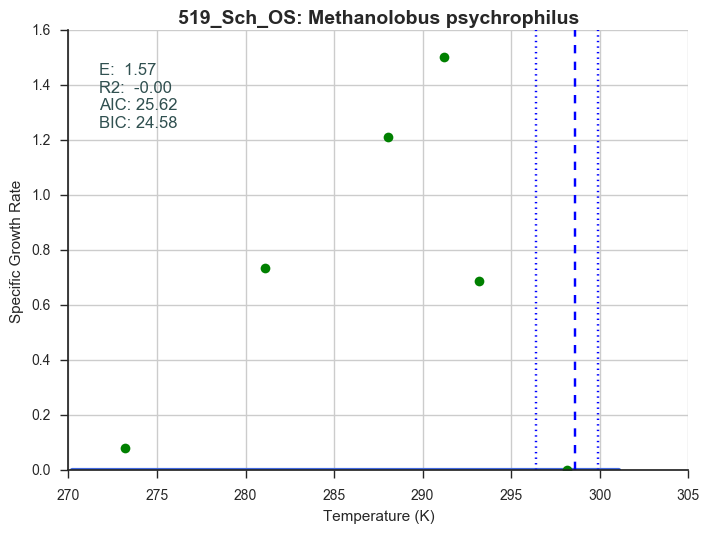 519_Sch_OS: Methanolobus psychrophilus
E:  1.57
R2:  -0.00
AIC: 25.62
BIC: 24.58
Specific Growth Rate
1.6
1.4
1.2
1.0
0.8
0.6
0.4
0.2
0.0
270 275 280 285 290 295 300 305
Temperature (K)